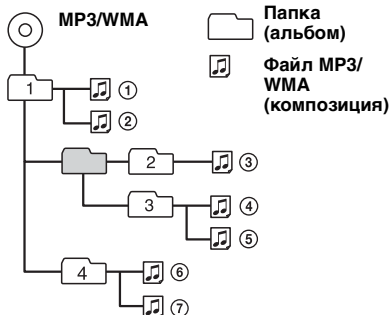 MP3/WMA
Папка
(альбом)
Файл MP3/
WMA
(композиция)
1
①
②
2
③
3
④
⑤
4
⑥
⑦